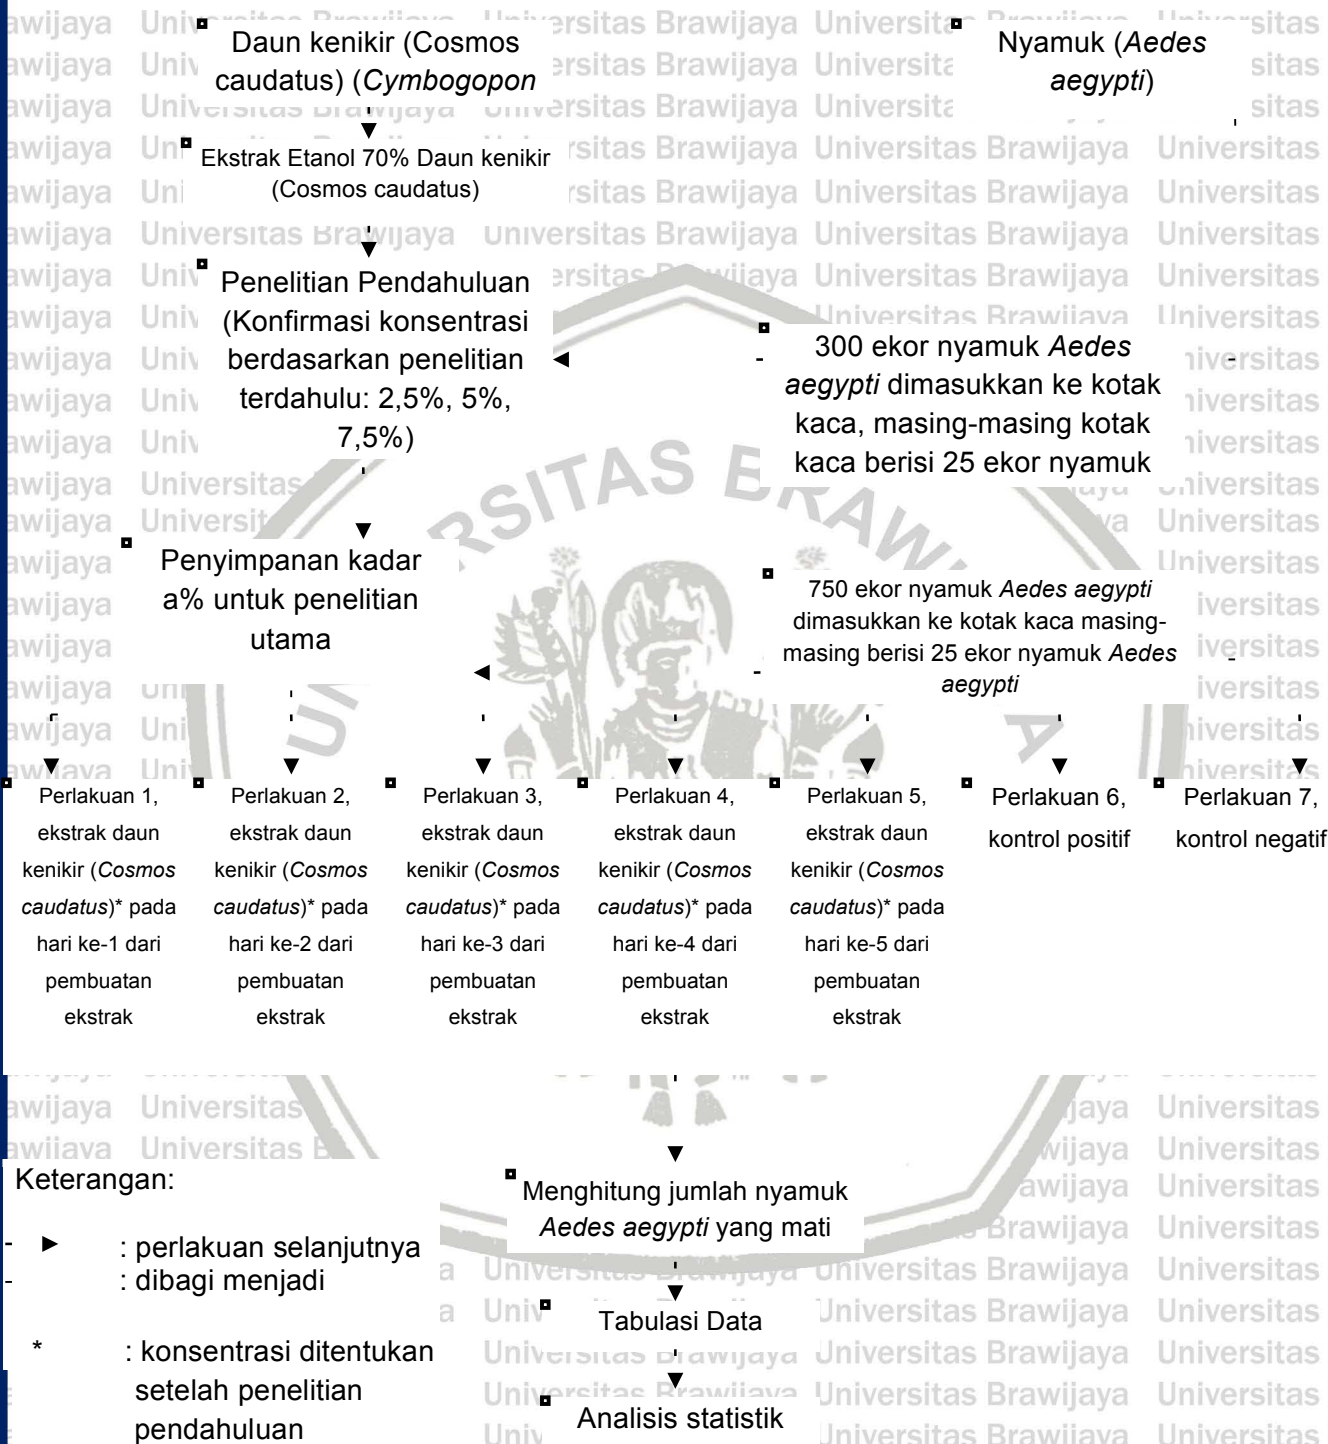 Daun kenikir (Cosmos
caudatus) (Cymbogopon
Nyamuk (Aedes
aegypti)
Ekstrak Etanol 70% Daun kenikir
(Cosmos caudatus)
Penelitian Pendahuluan
(Konfirmasi konsentrasi
berdasarkan penelitian
terdahulu: 2,5%, 5%,
7,5%)
300 ekor nyamuk Aedes
aegypti dimasukkan ke kotak
kaca, masing-masing kotak
kaca berisi 25 ekor nyamuk
Penyimpanan kadar
a% untuk penelitian
utama
750 ekor nyamuk Aedes aegypti
dimasukkan ke kotak kaca masing-
masing berisi 25 ekor nyamuk Aedes
aegypti
Perlakuan 1,
ekstrak daun
kenikir (Cosmos
caudatus)* pada
hari ke-1 dari
pembuatan
ekstrak
Perlakuan 2,
ekstrak daun
kenikir (Cosmos
caudatus)* pada
hari ke-2 dari
pembuatan
ekstrak
Perlakuan 3,
ekstrak daun
kenikir (Cosmos
caudatus)* pada
hari ke-3 dari
pembuatan
ekstrak
Perlakuan 4,
ekstrak daun
kenikir (Cosmos
caudatus)* pada
hari ke-4 dari
pembuatan
ekstrak
Perlakuan 5,
ekstrak daun
kenikir (Cosmos
caudatus)* pada
hari ke-5 dari
pembuatan
ekstrak
Perlakuan 6,
kontrol positif
Perlakuan 7,
kontrol negatif
Menghitung jumlah nyamuk
Aedes aegypti yang mati
Tabulasi Data
Analisis statistik
Keterangan:
: perlakuan selanjutnya
: dibagi menjadi
* : konsentrasi ditentukan
setelah penelitian
pendahuluan